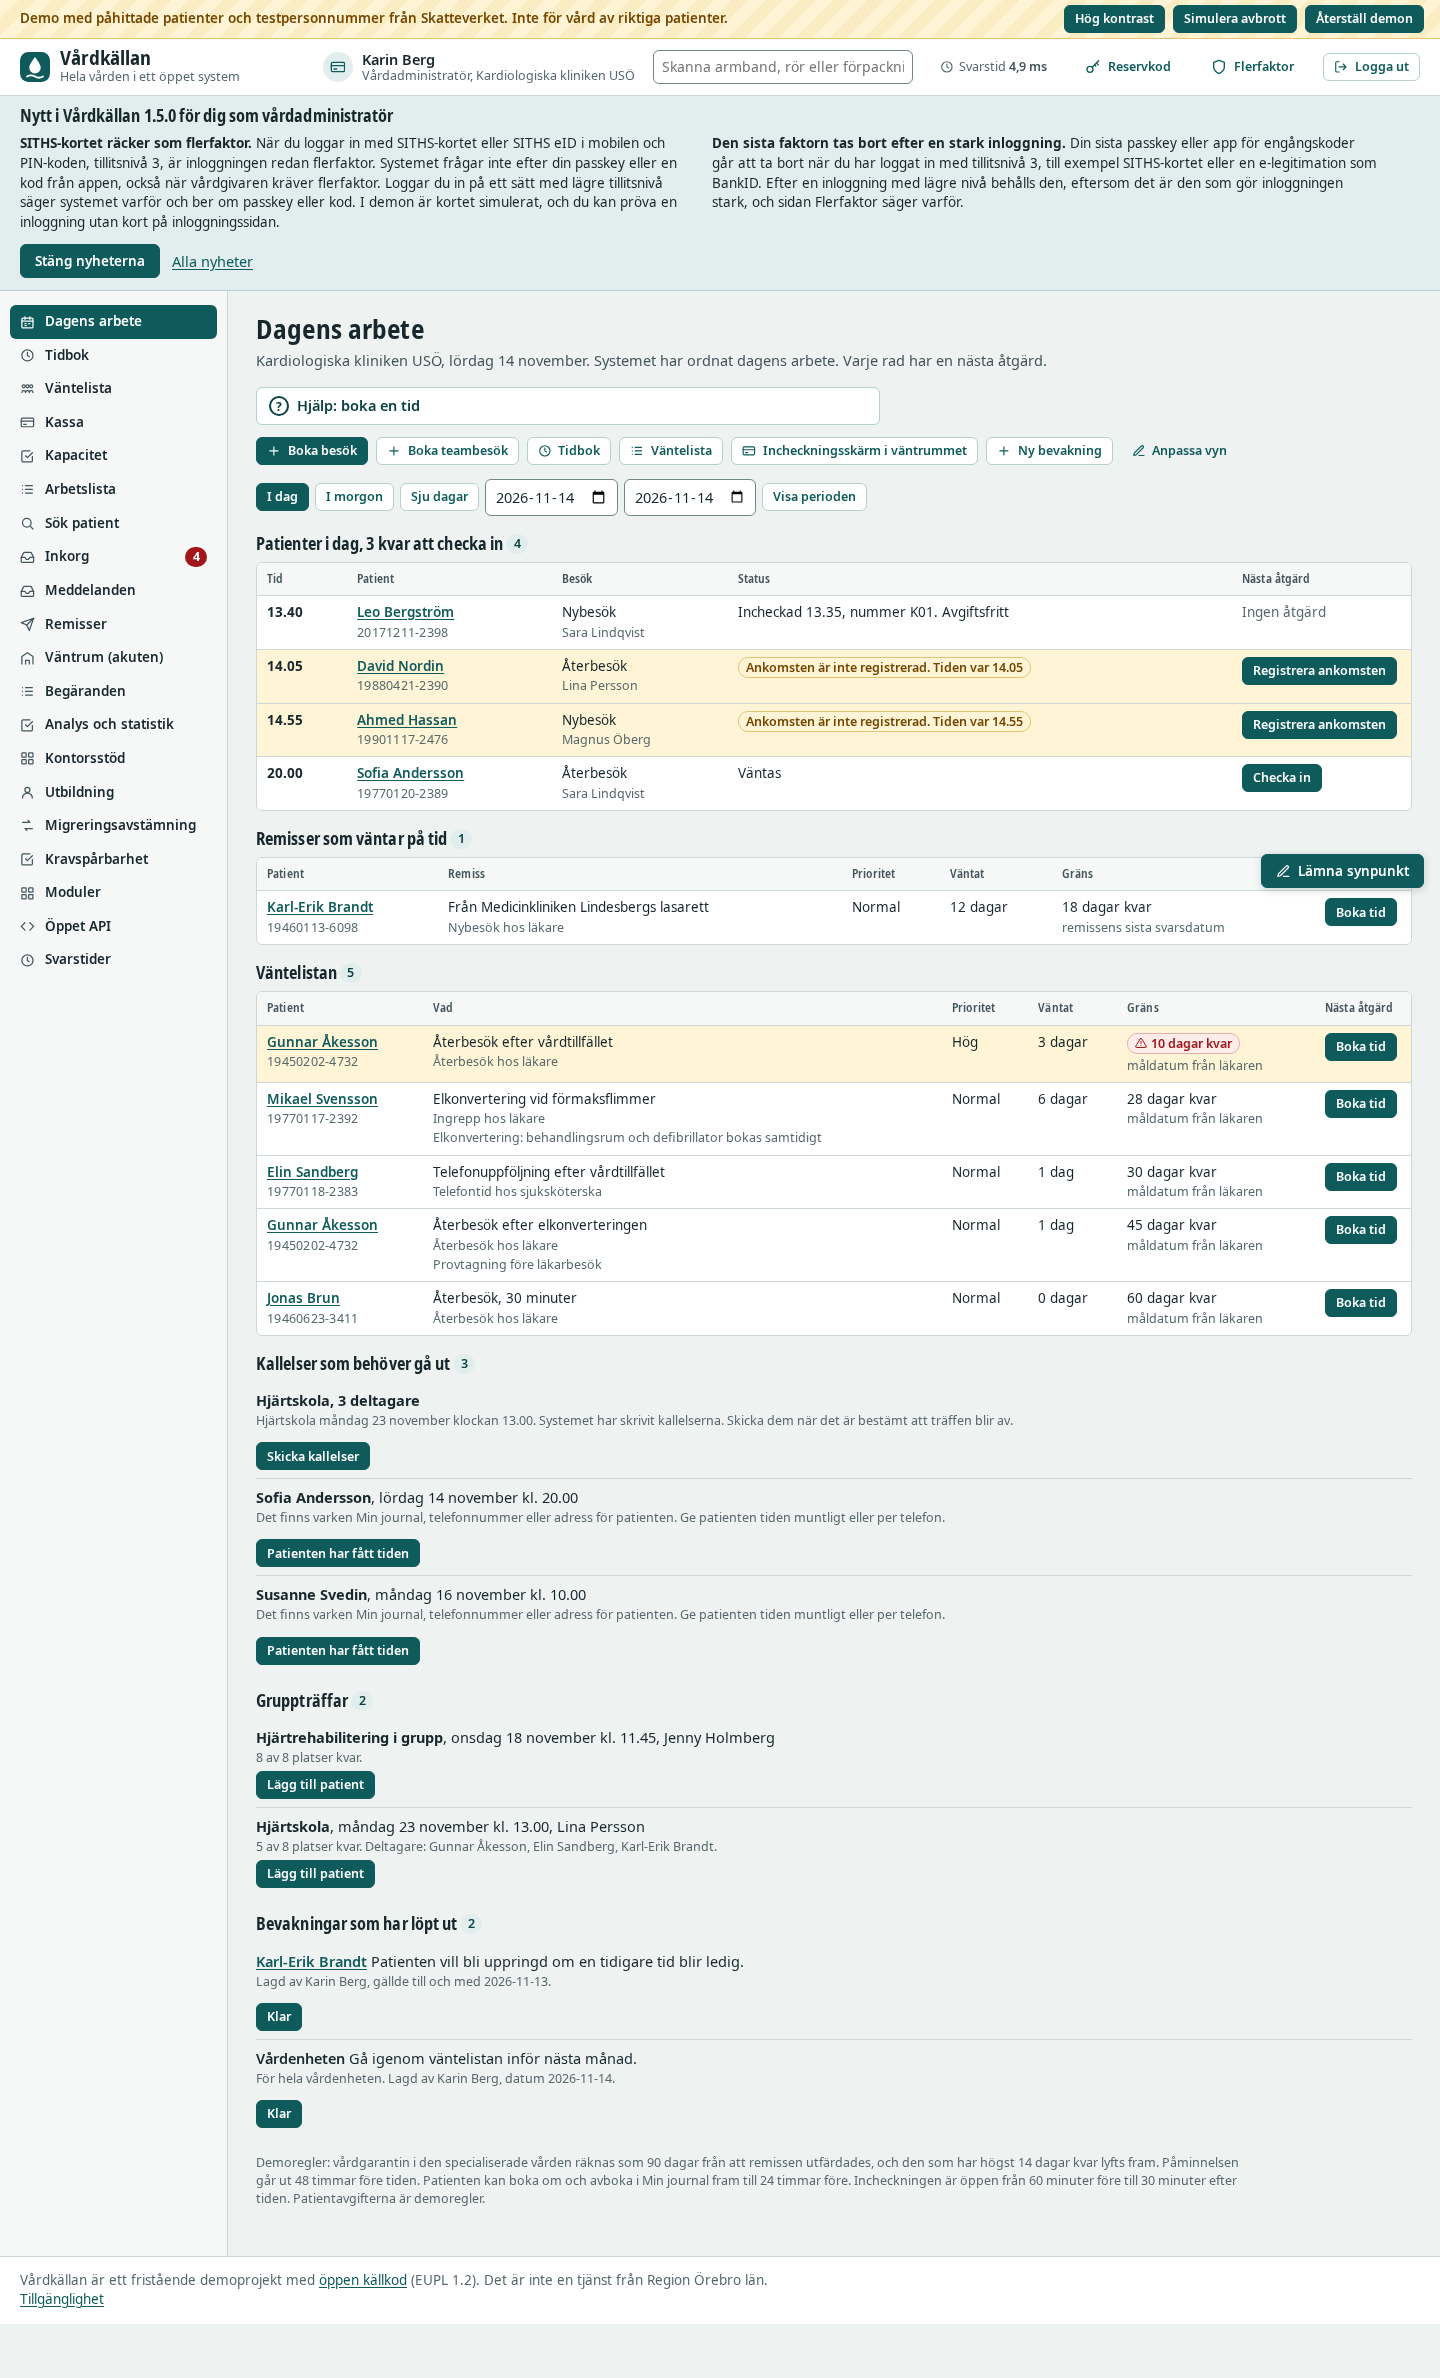 Demo med påhittade patienter och testpersonnummer från Skatteverket. Inte för vård av riktiga patienter.
Hög kontrast
Simulera avbrott
Återställ demon
Vårdkällan
Hela vården i ett öppet system
Karin Berg
Vårdadministratör, Kardiologiska kliniken USÖ
Skanna armband, rör eller förpackni
Svarstid 4,9 ms
Reservkod
Flerfaktor
Logga ut
Nytt i Vårdkällan 1.5.0 för dig som vårdadministratör
SITHS-kortet räcker som flerfaktor. När du loggar in med SITHS-kortet eller SITHS eID i mobilen och
PIN-koden, tillitsnivå 3, är inloggningen redan flerfaktor. Systemet frågar inte efter din passkey eller en
kod från appen, också när vårdgivaren kräver flerfaktor. Loggar du in på ett sätt med lägre tillitsnivå
säger systemet varför och ber om passkey eller kod. I demon är kortet simulerat, och du kan pröva en
inloggning utan kort på inloggningssidan.
Den sista faktorn tas bort efter en stark inloggning. Din sista passkey eller app för engångskoder
går att ta bort när du har loggat in med tillitsnivå 3, till exempel SITHS-kortet eller en e-legitimation som
BankID. Efter en inloggning med lägre nivå behålls den, eftersom det är den som gör inloggningen
stark, och sidan Flerfaktor säger varför.
Stäng nyheterna
Alla nyheter
Dagens arbete
Tidbok
Väntelista
Kassa
Kapacitet
Arbetslista
Sök patient
Inkorg 4
Meddelanden
Remisser
Väntrum (akuten)
Begäranden
Analys och statistik
Kontorsstöd
Utbildning
Migreringsavstämning
Kravspårbarhet
Moduler
Öppet API
Svarstider
Dagens arbete
Kardiologiska kliniken USÖ, lördag 14 november. Systemet har ordnat dagens arbete. Varje rad har en nästa åtgärd.
? Hjälp: boka en tid
Boka besök
Boka teambesök
Tidbok
Väntelista
Incheckningsskärm i väntrummet
Ny bevakning
Anpassa vyn
I dag
I morgon
Sju dagar
2026-11-14
2026-11-14
Visa perioden
Patienter i dag, 3 kvar att checka in 4
Tid Patient Besök Status Nästa åtgärd
13.40 Leo Bergström Nybesök Incheckad 13.35, nummer K01. Avgiftsfritt Ingen åtgärd
20171211-2398 Sara Lindqvist
14.05 David Nordin Återbesök Ankomsten är inte registrerad. Tiden var 14.05 Registrera ankomsten
19880421-2390 Lina Persson
14.55 Ahmed Hassan Nybesök Ankomsten är inte registrerad. Tiden var 14.55 Registrera ankomsten
19901117-2476 Magnus Öberg
20.00 Sofia Andersson Återbesök Väntas Checka in
19770120-2389 Sara Lindqvist
Remisser som väntar på tid 1
Patient Remiss Prioritet Väntat Gräns
Lämna synpunkt
Karl-Erik Brandt Från Medicinkliniken Lindesbergs lasarett Normal 12 dagar 18 dagar kvar Boka tid
19460113-6098 Nybesök hos läkare remissens sista svarsdatum
Väntelistan 5
Patient Vad Prioritet Väntat Gräns Nästa åtgärd
Gunnar Åkesson Återbesök efter vårdtillfället Hög 3 dagar 10 dagar kvar Boka tid
19450202-4732 Återbesök hos läkare måldatum från läkaren
Mikael Svensson Elkonvertering vid förmaksflimmer Normal 6 dagar 28 dagar kvar Boka tid
19770117-2392 Ingrepp hos läkare måldatum från läkaren
Elkonvertering: behandlingsrum och defibrillator bokas samtidigt
Elin Sandberg Telefonuppföljning efter vårdtillfället Normal 1 dag 30 dagar kvar Boka tid
19770118-2383 Telefontid hos sjuksköterska måldatum från läkaren
Gunnar Åkesson Återbesök efter elkonverteringen Normal 1 dag 45 dagar kvar Boka tid
19450202-4732 Återbesök hos läkare måldatum från läkaren
Provtagning före läkarbesök
Jonas Brun Återbesök, 30 minuter Normal 0 dagar 60 dagar kvar Boka tid
19460623-3411 Återbesök hos läkare måldatum från läkaren
Kallelser som behöver gå ut 3
Hjärtskola, 3 deltagare
Hjärtskola måndag 23 november klockan 13.00. Systemet har skrivit kallelserna. Skicka dem när det är bestämt att träffen blir av.
Skicka kallelser
Sofia Andersson, lördag 14 november kl. 20.00
Det finns varken Min journal, telefonnummer eller adress för patienten. Ge patienten tiden muntligt eller per telefon.
Patienten har fått tiden
Susanne Svedin, måndag 16 november kl. 10.00
Det finns varken Min journal, telefonnummer eller adress för patienten. Ge patienten tiden muntligt eller per telefon.
Patienten har fått tiden
Gruppträffar 2
Hjärtrehabilitering i grupp, onsdag 18 november kl. 11.45, Jenny Holmberg
8 av 8 platser kvar.
Lägg till patient
Hjärtskola, måndag 23 november kl. 13.00, Lina Persson
5 av 8 platser kvar. Deltagare: Gunnar Åkesson, Elin Sandberg, Karl-Erik Brandt.
Lägg till patient
Bevakningar som har löpt ut 2
Karl-Erik Brandt Patienten vill bli uppringd om en tidigare tid blir ledig.
Lagd av Karin Berg, gällde till och med 2026-11-13.
Klar
Vårdenheten Gå igenom väntelistan inför nästa månad.
För hela vårdenheten. Lagd av Karin Berg, datum 2026-11-14.
Klar
Demoregler: vårdgarantin i den specialiserade vården räknas som 90 dagar från att remissen utfärdades, och den som har högst 14 dagar kvar lyfts fram. Påminnelsen
går ut 48 timmar före tiden. Patienten kan boka om och avboka i Min journal fram till 24 timmar före. Incheckningen är öppen från 60 minuter före till 30 minuter efter
tiden. Patientavgifterna är demoregler.
Vårdkällan är ett fristående demoprojekt med öppen källkod (EUPL 1.2). Det är inte en tjänst från Region Örebro län.
Tillgänglighet